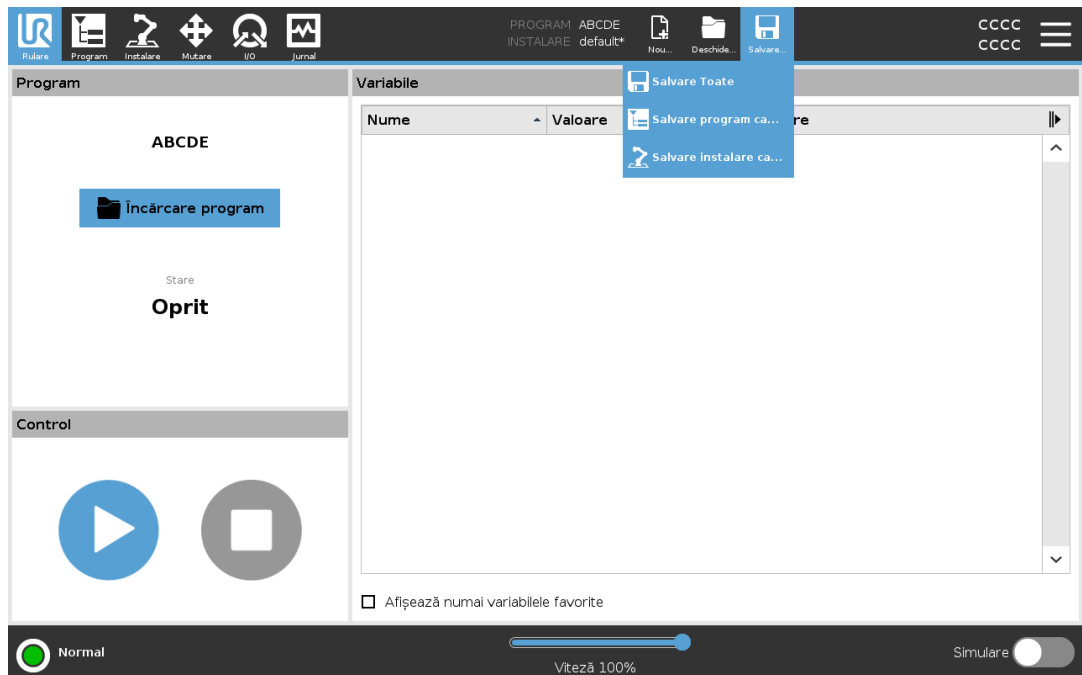 Rulare
Program
Instalare
Mutare
I/O
Jurnal
PROGRAM ABCDE
INSTALARE default*
Nou...
Deschide...
Salvare...
CCCC
CCCC
Salvare Toate
Salvare program ca...
Salvare instalare ca...
Program
ABCDE
Încărcare program
Stare
Oprit
Control
Variabile
Nume
Valoare
re
Afișează numai variabilele favorite
Normal
Viteză 100%
Simulare